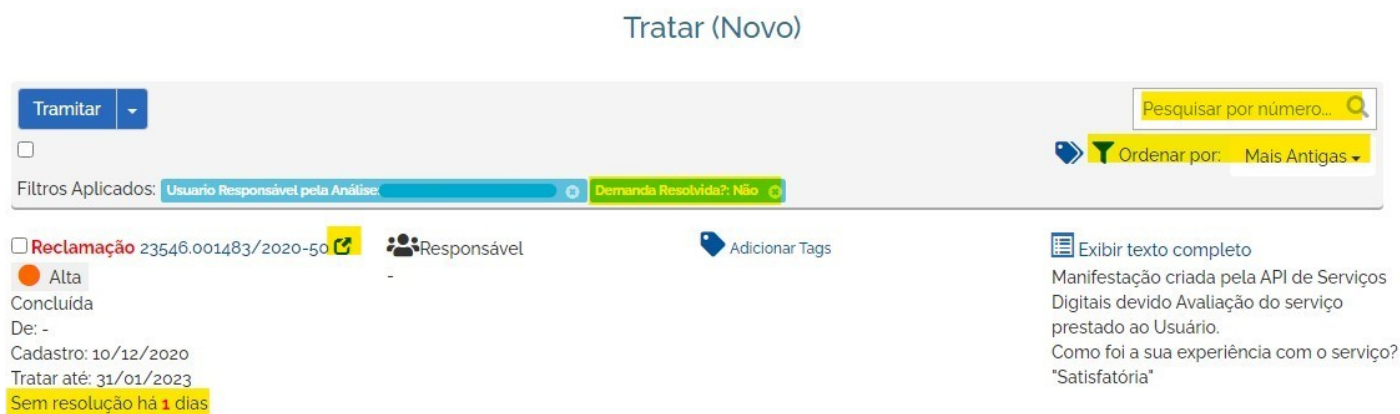 Tratar (Novo)
Tramitar
Pesquisar por número...
Ordenar por: Mais Antigas
Filtros Aplicados: Usuario Responsável pela Análise: Demanda Resolvida?: Não
Reclamação 23546.001483/2020-50 Responsável Adicionar Tags Exibir texto completo
Alta - Manifestação criada pela API de Serviços
Concluída Digitais devido Avaliação do serviço
De: - prestado ao Usuário.
Cadastro: 10/12/2020 Como foi a sua experiência com o serviço?
Tratar até: 31/01/2023 "Satisfatória"
Sem resolução há 1 dias